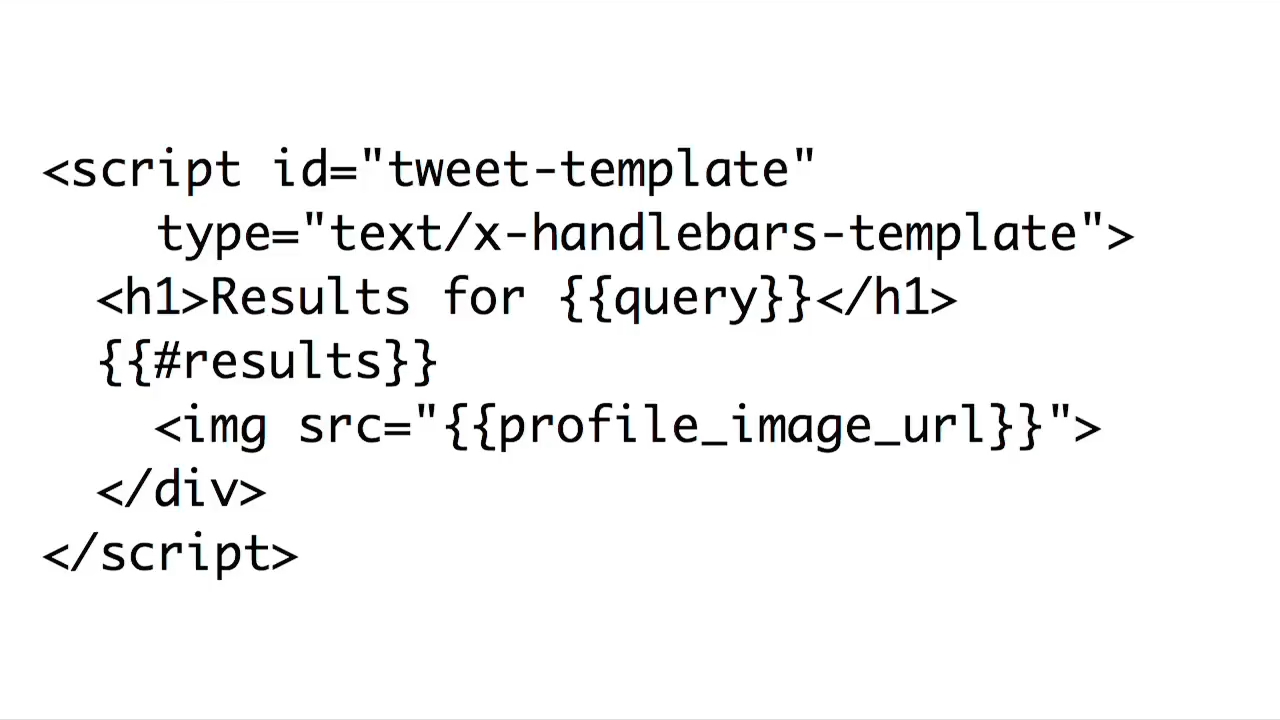 <script id="tweet-template"
type="text/x-handlebars-template">
<h1>Results for {{query}}</h1>
{{#results}}
<img src="{{profile_image_url}}">
</div>
</script>